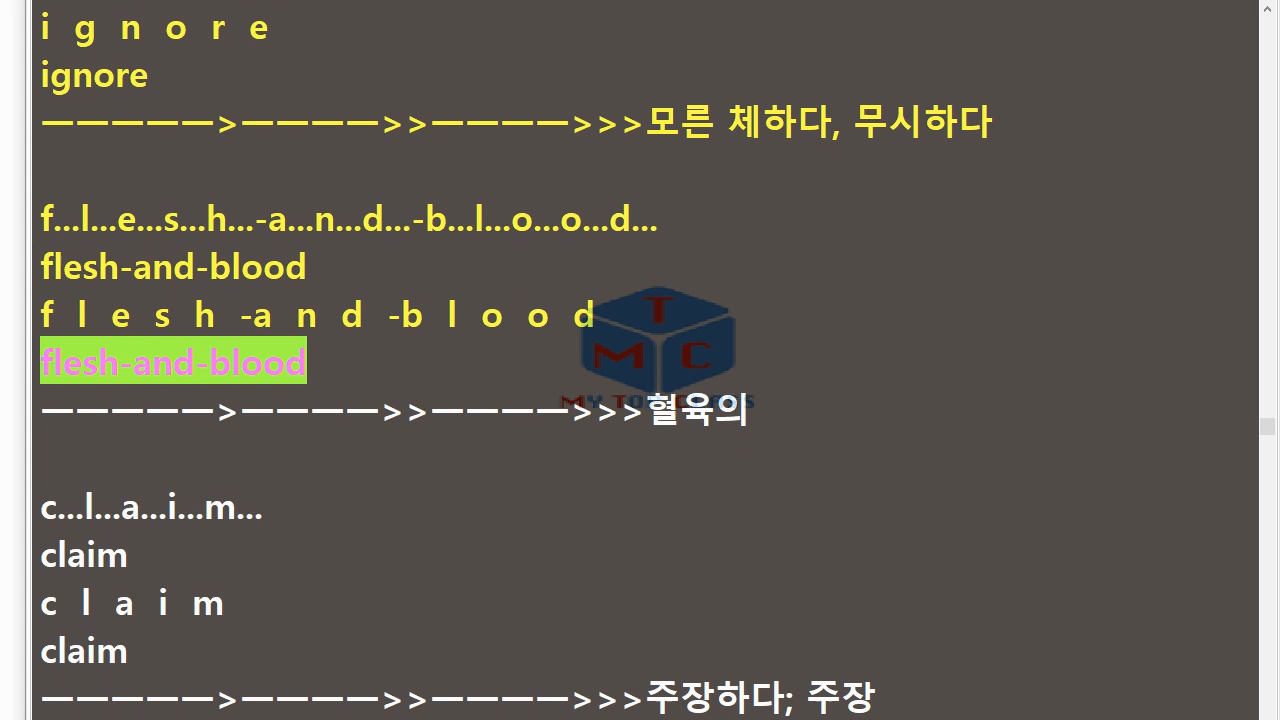 i g n o r e
ignore
—————>————>>————>>>모른 체하다, 무시하다
f...l...e...s...h...-a...n...d...-b...l...o...o...d...
flesh-and-blood
f l e s h -a n d -b l o o d
flesh-and-blood
—————>————>>————>>>혈육의
T
M C
c...l...a...i...m...
claim
c l a i m
claim
—————>————>>————>>>주장하다; 주장